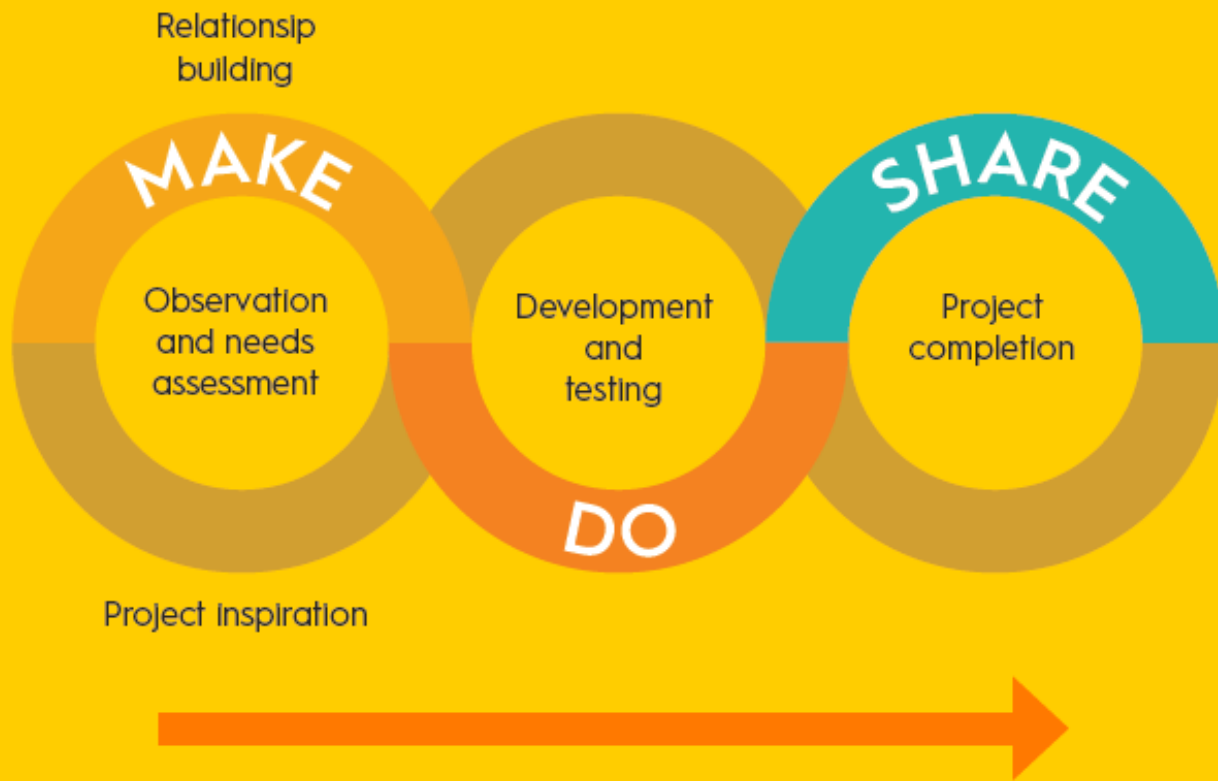 Relationsip
building
MAKE
Observation
and needs
assessment
Project inspiration
Development
and
testing
DO
SHARE
Project
completion